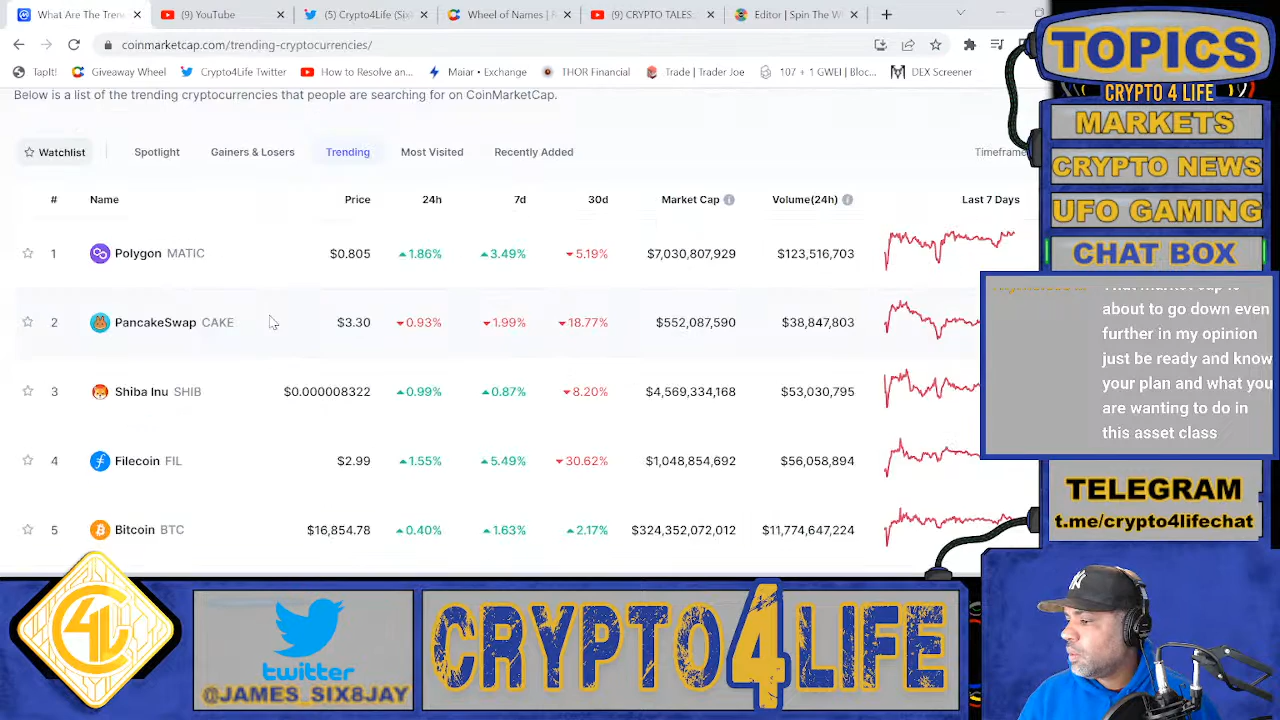 What Are The Tren
(9) YouTube
(5) Crypto4Life (Six
Wheel of Names | R
(9) CRYPTO TALES
Editor | Spin The W
coinmarketcap.com/trending-cryptocurrencies/
TapIt!
Giveaway Wheel
Crypto4Life Twitter
How to Resolve an...
Maiar • Exchange
THOR Financial
Trade | Trader Joe
107 + 1 GWEI | Bloc...
DEX Screener
Below is a list of the trending cryptocurrencies that people are searching for on CoinMarketCap.
Watchlist Spotlight Gainers & Losers Trending Most Visited Recently Added Timeframe
# Name Price 24h 7d 30d Market Cap Volume(24h) Last 7 Days
1 Polygon MATIC $0.805 1.86% 3.49% 5.19% $7,030,807,929 $123,516,703
2 PancakeSwap CAKE $3.30 0.93% 1.99% 18.77% $552,087,590 $38,847,803
3 Shiba Inu SHIB $0.000008322 0.99% 0.87% 8.20% $4,569,334,168 $53,030,795
4 Filecoin FIL $2.99 1.55% 5.49% 30.62% $1,048,854,692 $56,058,894
5 Bitcoin BTC $16,854.78 0.40% 1.63% 2.17% $324,352,072,012 $11,774,647,224
TOPICS
CRYPTO 4 LIFE
MARKETS
CRYPTO NEWS
UFO GAMING
CHAT BOX
That market cap is
about to go down even
further in my opinion
just be ready and know
your plan and what you
are wanting to do in
this asset class
TELEGRAM
t.me/crypto4lifechat
C4L
twitter
@JAMES_SIX8JAY
CRYPTO4LIFE
NY